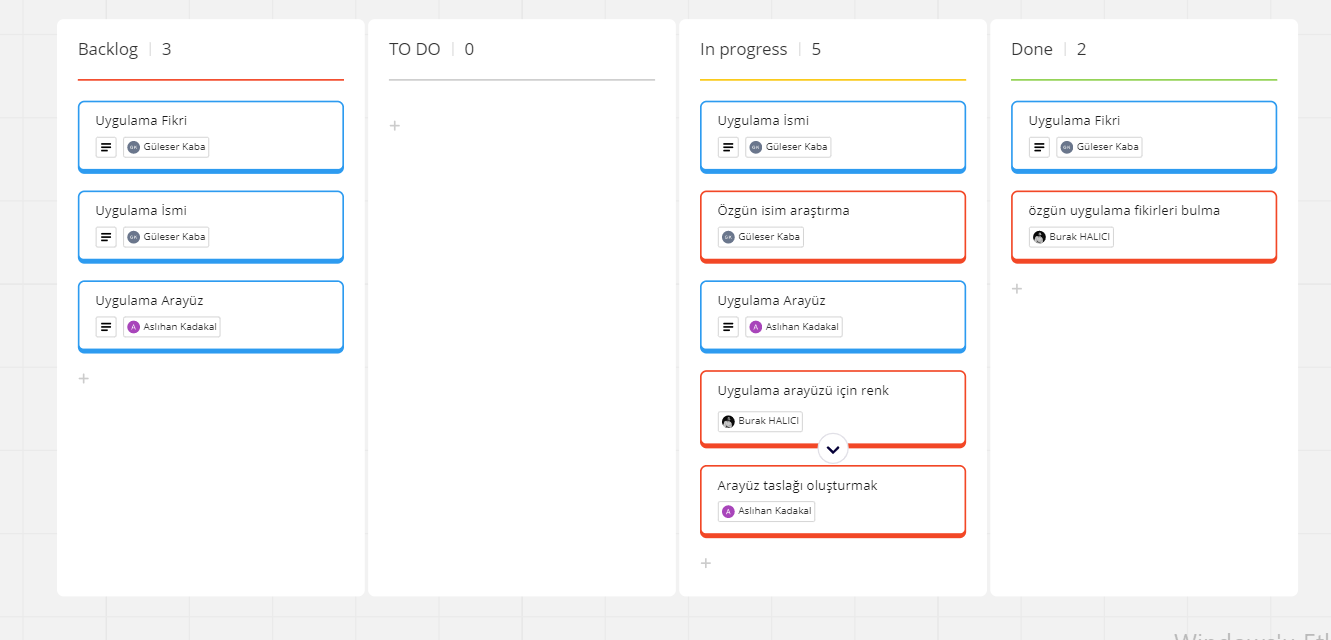 Backlog 3
Uygulama Fikri
GK Güleser Kaba
Uygulama İsmi
GK Güleser Kaba
Uygulama Arayüz
A Aslıhan Kadakal
+
TO DO 0
+
In progress 5
Uygulama İsmi
GK Güleser Kaba
Özgün isim araştırma
GK Güleser Kaba
Uygulama Arayüz
A Aslıhan Kadakal
Uygulama arayüzü için renk
Burak HALICI
Arayüz taslağı oluşturmak
A Aslıhan Kadakal
+
Done 2
Uygulama Fikri
GK Güleser Kaba
özgün uygulama fikirleri bulma
Burak HALICI
+